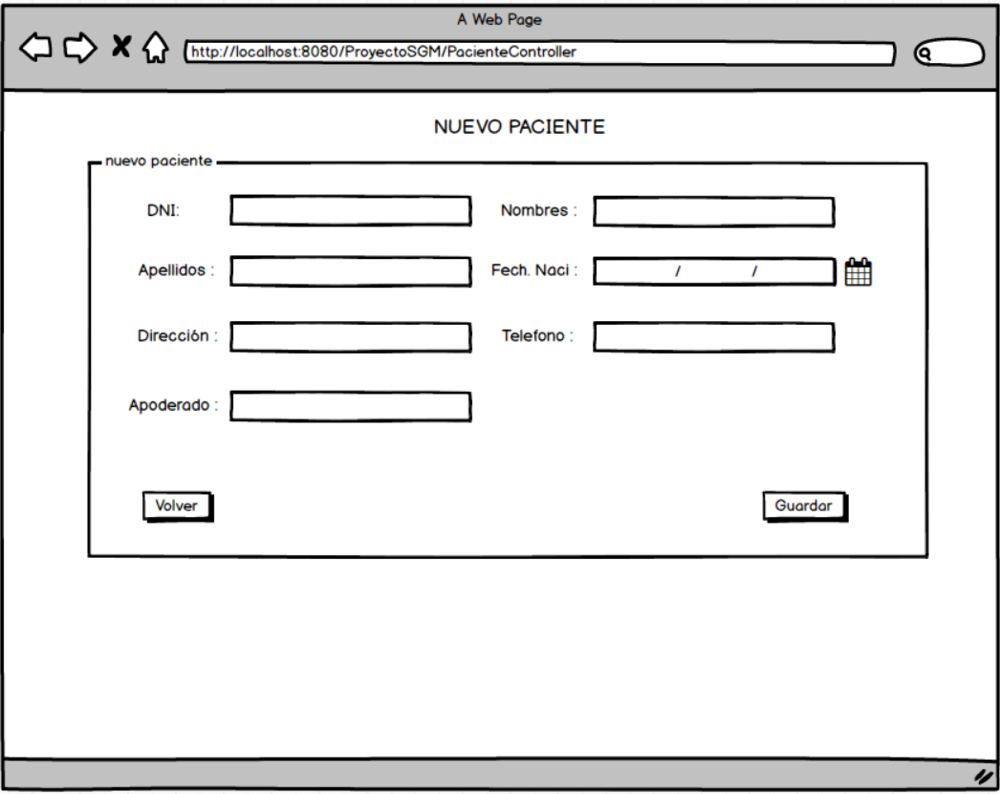 A Web Page
http://localhost:8080/ProyectoSGM/PacienteController
NUEVO PACIENTE
nuevo paciente
DNI:
Nombres :
Apellidos :
Fech. Naci :
/ /
Dirección :
Telefono :
Apoderado :
Volver
Guardar